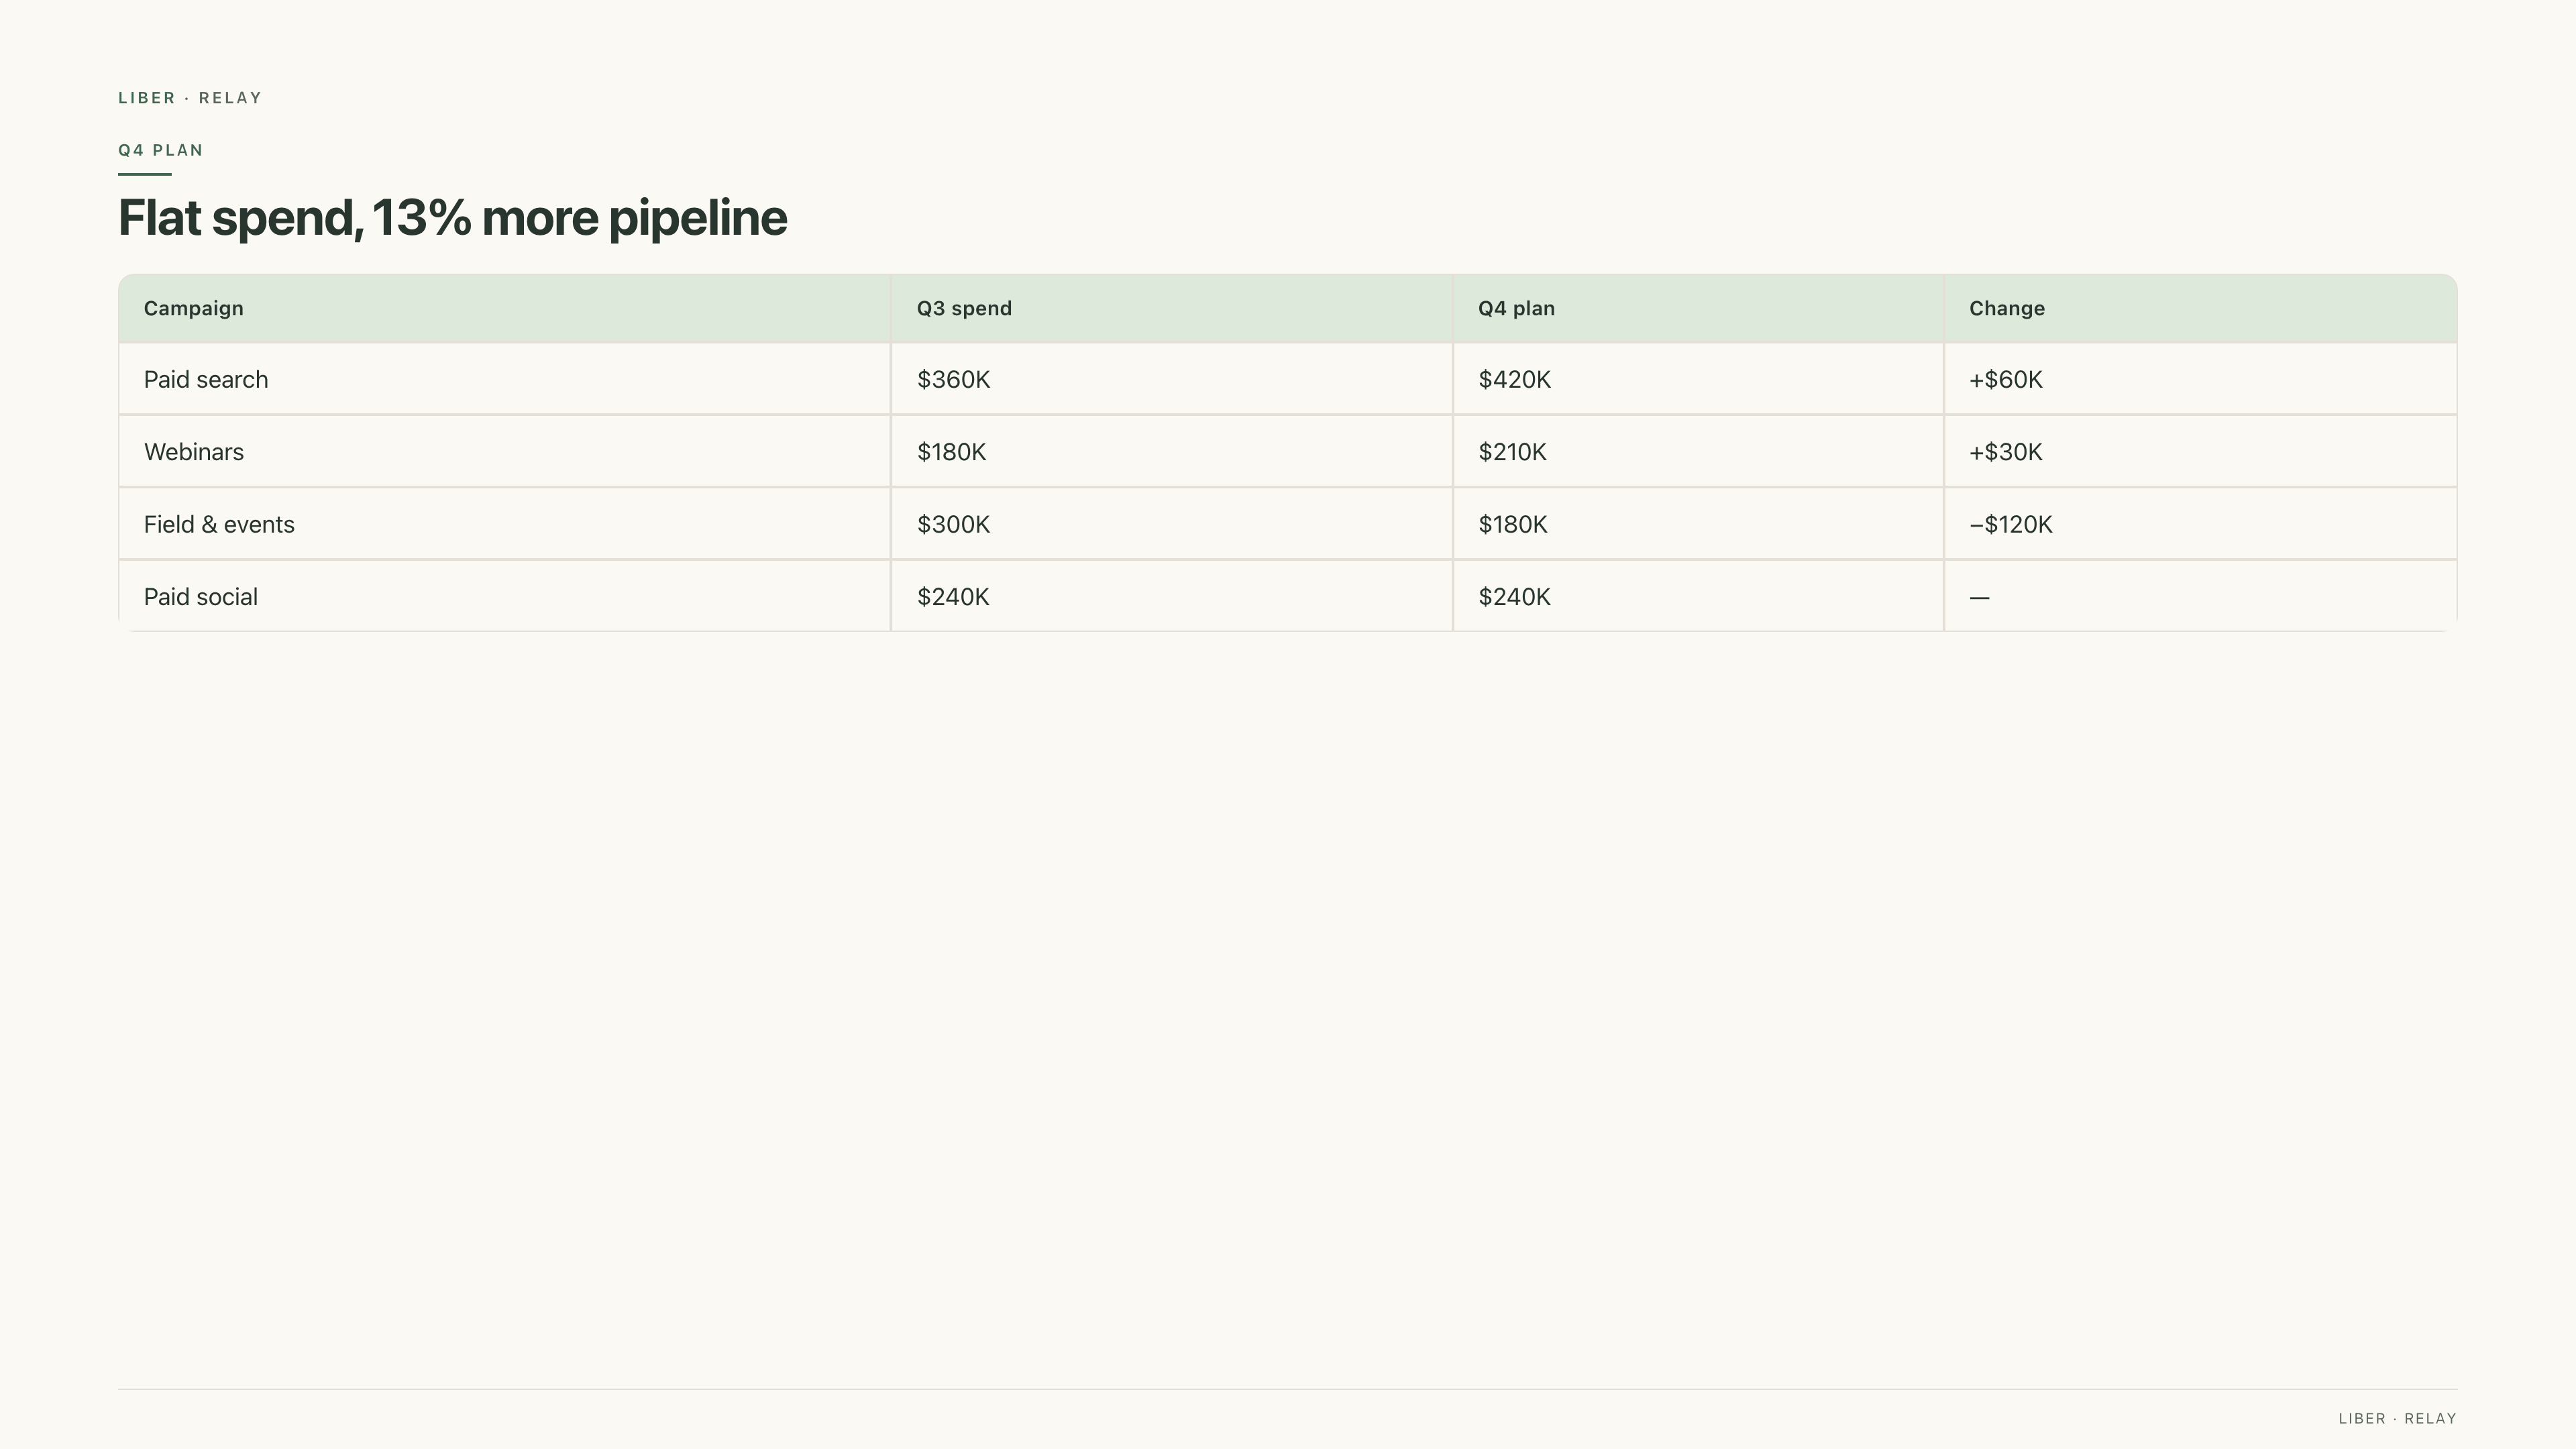 LIBER · RELAY
Q4 PLAN
Flat spend, 13% more pipeline
Campaign Q3 spend Q4 plan Change
Paid search $360K $420K +$60K
Webinars $180K $210K +$30K
Field & events $300K $180K −$120K
Paid social $240K $240K —
LIBER · RELAY